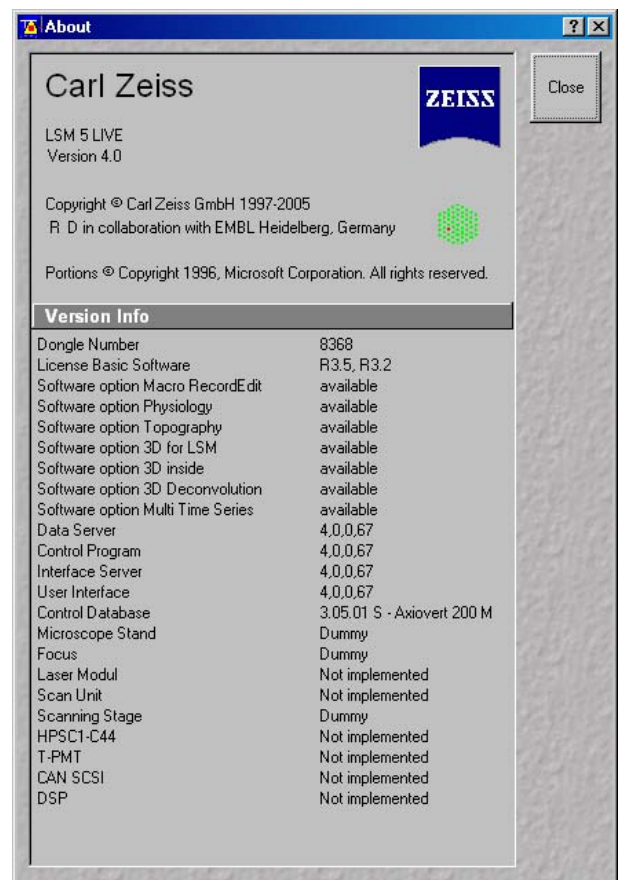 About
Close
Carl Zeiss
ZEISS
LSM 5 LIVE
Version 4.0
Copyright © Carl Zeiss GmbH 1997-2005
R D in collaboration with EMBL Heidelberg, Germany
Portions © Copyright 1996, Microsoft Corporation. All rights reserved.
Version Info
Dongle Number 8368
License Basic Software R3.5, R3.2
Software option Macro RecordEdit available
Software option Physiology available
Software option Topography available
Software option 3D for LSM available
Software option 3D inside available
Software option 3D Deconvolution available
Software option Multi Time Series available
Data Server 4,0,0,67
Control Program 4,0,0,67
Interface Server 4,0,0,67
User Interface 4,0,0,67
Control Database 3.05.01 S - Axiovert 200 M
Microscope Stand Dummy
Focus Dummy
Laser Modul Not implemented
Scan Unit Not implemented
Scanning Stage Dummy
HPSC1-C44 Not implemented
T-PMT Not implemented
CAN SCSI Not implemented
DSP Not implemented